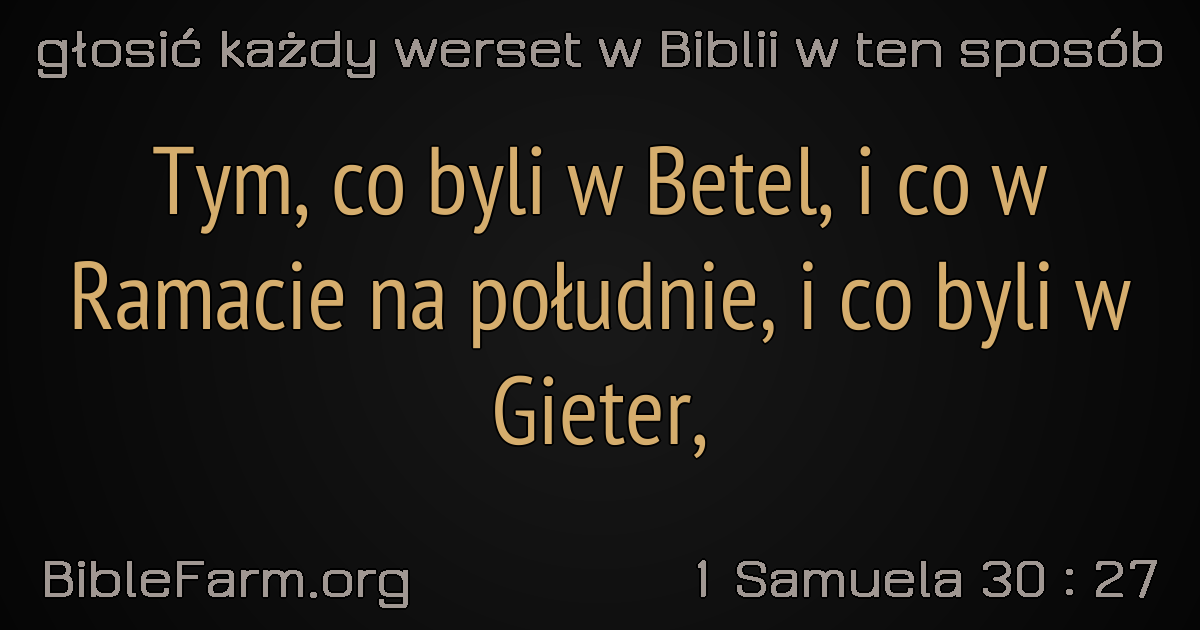 głosić każdy werset w Biblii w ten sposób
Tym, co byli w Betel, i co w
Ramacie na południe, i co byli w
Gieter,
BibleFarm.org
1 Samuela 30 : 27